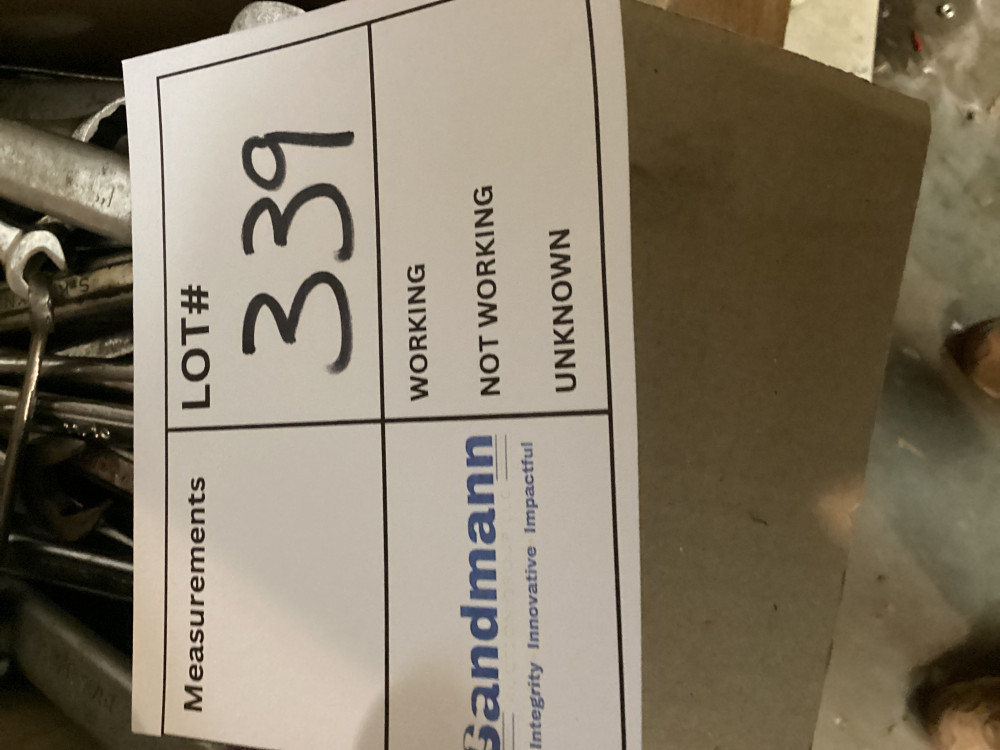 Measurements
LOT#
339
Sandmann
Integrity Innovative Impactful
WORKING
NOT WORKING
UNKNOWN